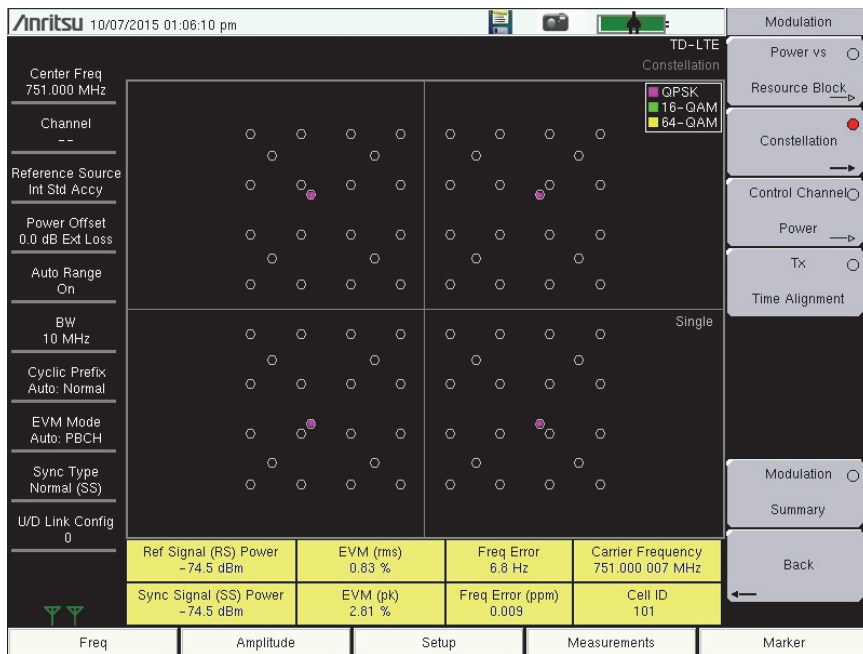 Anritsu 10/07/2015 01:06:10 pm
TD-LTE
Constellation
Center Freq
751.000 MHz
Channel
--
Reference Source
Int Std Accy
Power Offset
0.0 dB Ext Loss
Auto Range
On
BW
10 MHz
Cyclic Prefix
Auto: Normal
EVM Mode
Auto: PBCH
Sync Type
Normal (SS)
U/D Link Config
0
QPSK
16-QAM
64-QAM
Single
Ref Signal (RS) Power
-74.5 dBm
EVM (rms)
0.83 %
Freq Error
6.8 Hz
Carrier Frequency
751.000 007 MHz
Sync Signal (SS) Power
-74.5 dBm
EVM (pk)
2.81 %
Freq Error (ppm)
0.009
Cell ID
101
Modulation
Power vs
Resource Block
Constellation
Control Channel
Power
Tx
Time Alignment
Modulation
Summary
Back
Freq
Amplitude
Setup
Measurements
Marker